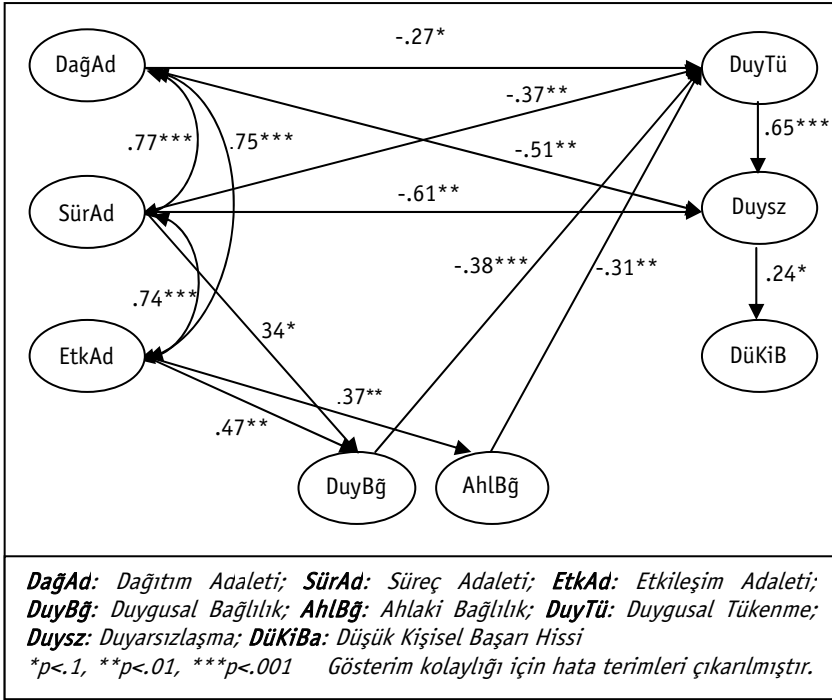 -.27*
DağAd
DuyTü
-.37**
.77***
.75***
.65***
-.51**
SürAd
-.61**
Duysz
-.38***
-.31**
.24*
.74***
34*
EtkAd
DüKiB
.37**
.47**
DuyBğ
AhlBğ
DağAd: Dağıtım Adaleti; SürAd: Süreç Adaleti; EtkAd: Etkileşim Adaleti;
DuyBğ: Duygusal Bağlılık; AhlBğ: Ahlaki Bağlılık; DuyTü: Duygusal Tükenme;
Duysz: Duyarsızlaşma; DüKiBa: Düşük Kişisel Başarı Hissi
*p<.1, **p<.01, ***p<.001 Gösterim kolaylığı için hata terimleri çıkarılmıştır.